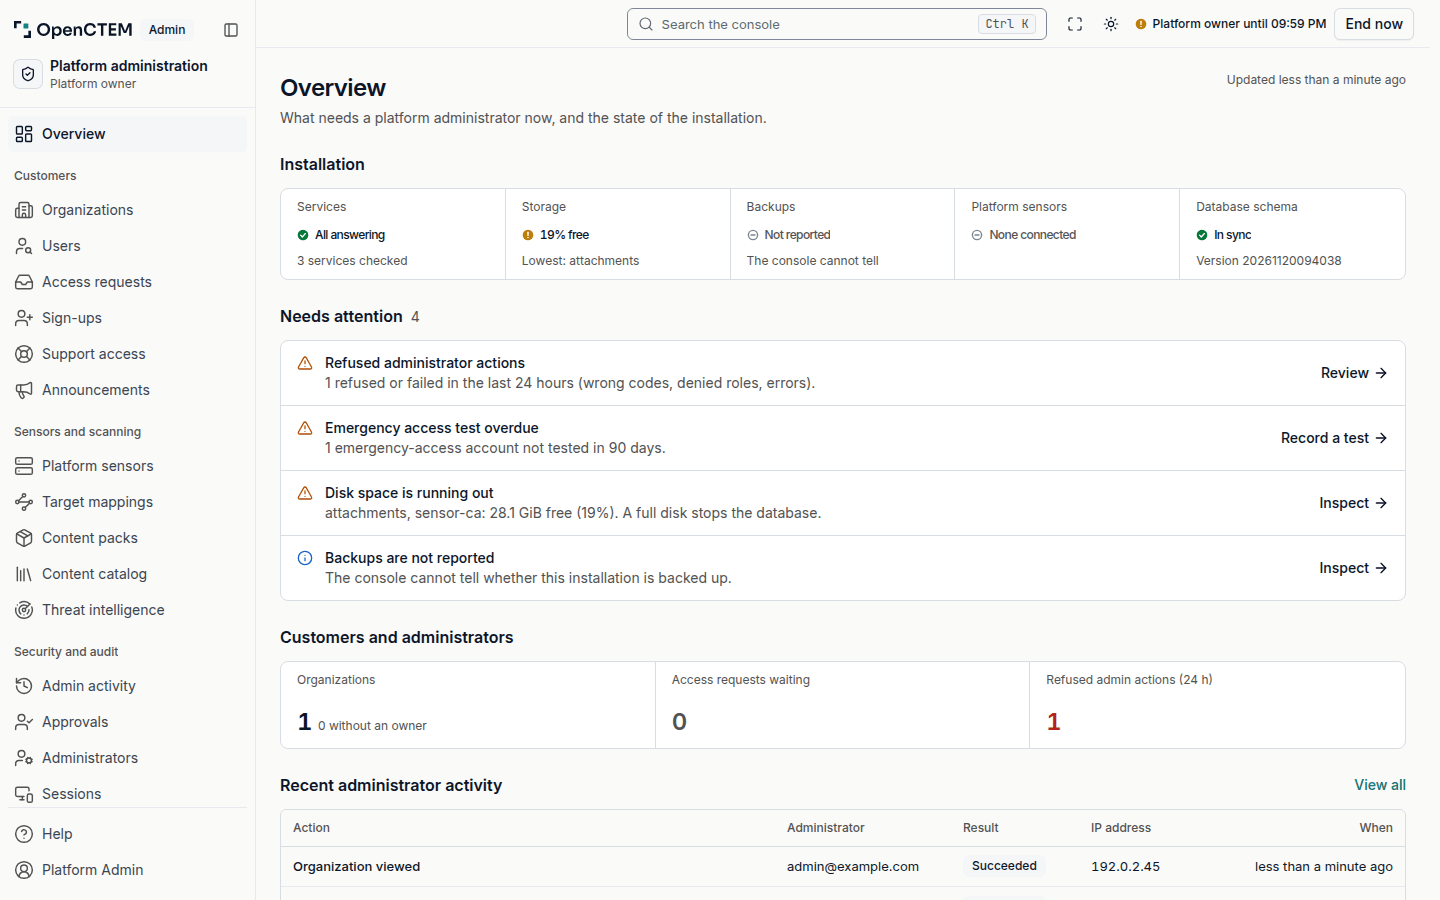 OpenCTEM Admin
Search the console Ctrl K
Platform owner until 09:59 PM End now
Platform administration
Platform owner
Overview
Customers
Organizations
Users
Access requests
Sign-ups
Support access
Announcements
Sensors and scanning
Platform sensors
Target mappings
Content packs
Content catalog
Threat intelligence
Security and audit
Admin activity
Approvals
Administrators
Sessions
Help
Platform Admin
Overview
Updated less than a minute ago
What needs a platform administrator now, and the state of the installation.
Installation
Services
All answering
3 services checked
Storage
19% free
Lowest: attachments
Backups
Not reported
The console cannot tell
Platform sensors
None connected
Database schema
In sync
Version 20261120094038
Needs attention 4
Refused administrator actions
1 refused or failed in the last 24 hours (wrong codes, denied roles, errors).
Review
Emergency access test overdue
1 emergency-access account not tested in 90 days.
Record a test
Disk space is running out
attachments, sensor-ca: 28.1 GiB free (19%). A full disk stops the database.
Inspect
Backups are not reported
The console cannot tell whether this installation is backed up.
Inspect
Customers and administrators
Organizations
1 0 without an owner
Access requests waiting
0
Refused admin actions (24 h)
1
Recent administrator activity View all
Action Administrator Result IP address When
Organization viewed admin@example.com Succeeded 192.0.2.45 less than a minute ago